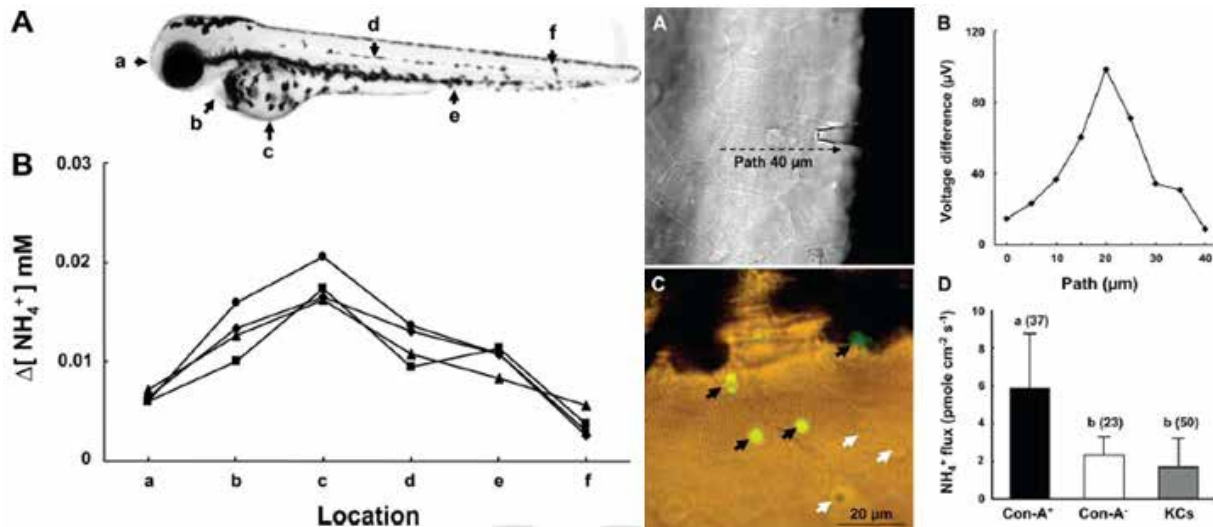 A
a
b
c
d
e
f
B
Δ[ NH₄⁺] mM
0.03
0.02
0.01
0
a b c d e f
Location
A
Path 40 μm
B
Voltage difference (μV)
120
80
40
0
0 10 20 30 40
Path (μm)
C
20 μm
D
NH₄⁺ flux (pmole cm⁻² s⁻¹)
10
8
6
4
2
0
a (37)
b (23)
b (50)
Con-A⁺ Con-A⁻ KCs